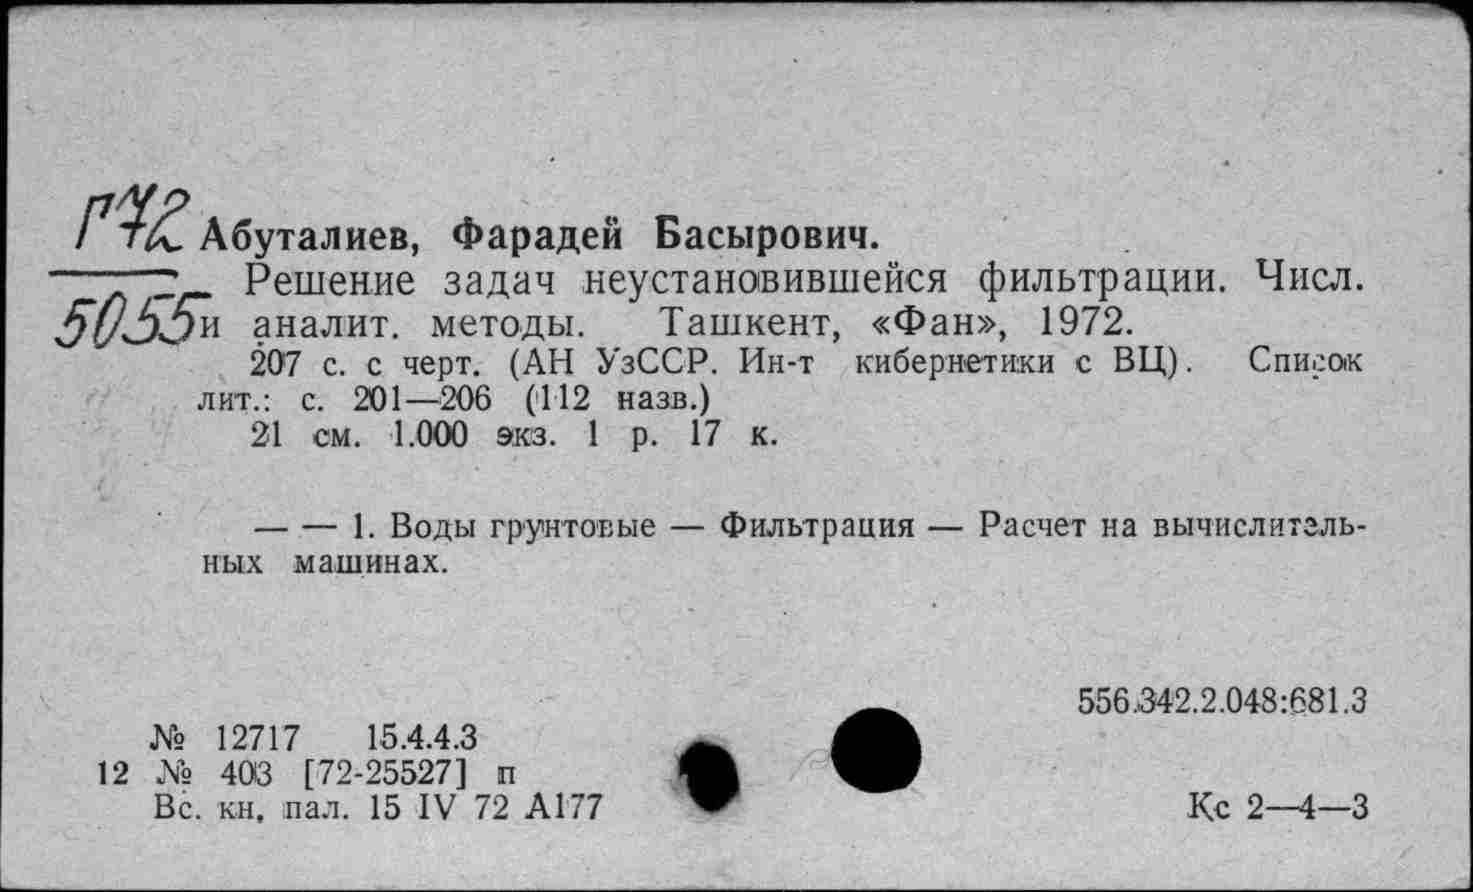 Г72
Абуталиев, Фарадей Басырович.
Решение задач неустановившейся фильтрации. Числ.
5055
и аналит. методы. Ташкент, «Фан», 1972.
207 с. с черт. (АН УзССР. Ин-т кибернетики с ВЦ). Список
лит.: с. 201—206 (112 назв.)
21 см. 1.000 экз. 1 р. 17 к.
— — 1. Воды грунтовые — Фильтрация — Расчет на вычислитель-
ных машинах.
556.342.2.048:681.3
№ 12717 15.4.4.3
12 № 403 [72-25527] п
Вс. кн. пал. 15 IV 72 А177
Кс 2—4—3